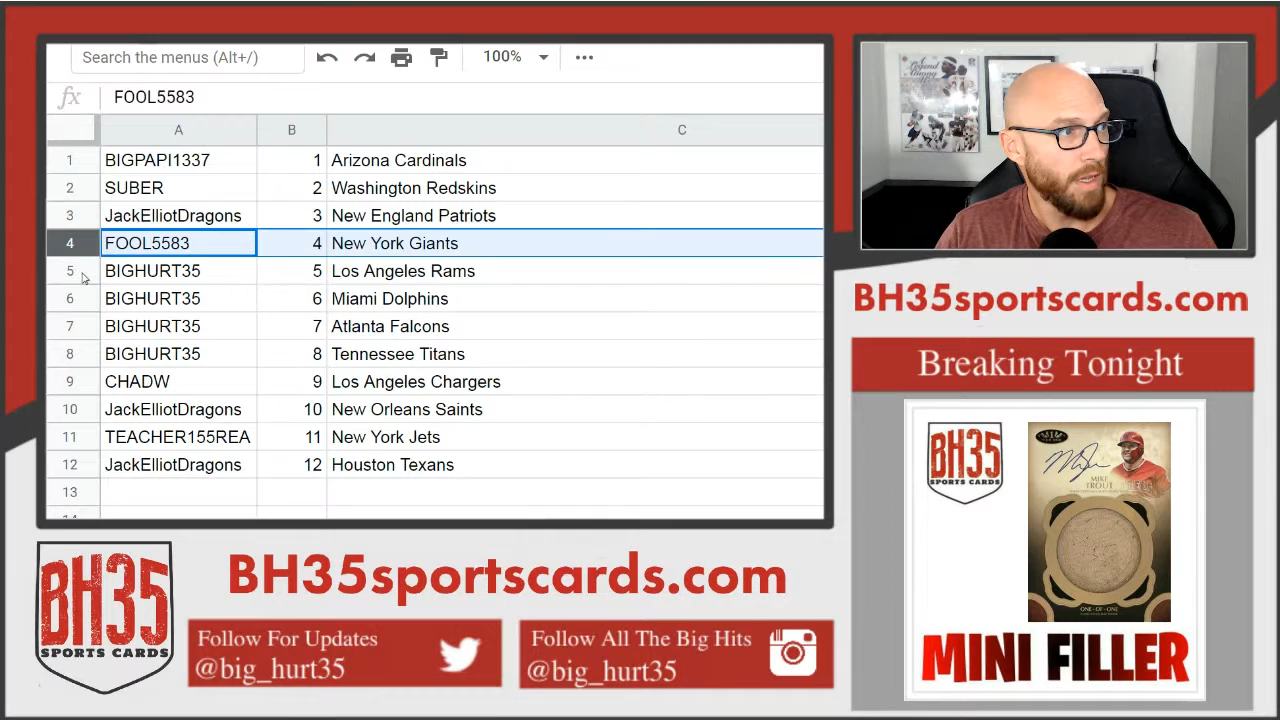 Search the menus (Alt+/)
100%
fx FOOL5583
A B C
1 BIGPAPI1337 1 Arizona Cardinals
2 SUBER 2 Washington Redskins
3 JackElliotDragons 3 New England Patriots
4 FOOL5583 4 New York Giants
5 BIGHURT35 5 Los Angeles Rams
6 BIGHURT35 6 Miami Dolphins
7 BIGHURT35 7 Atlanta Falcons
8 BIGHURT35 8 Tennessee Titans
9 CHADW 9 Los Angeles Chargers
10 JackElliotDragons 10 New Orleans Saints
11 TEACHER155REA 11 New York Jets
12 JackElliotDragons 12 Houston Texans
13
BH35sportscards.com
Breaking Tonight
BH35
SPORTS CARDS
MIKE
TROUT
ONE-OF-ONE
MINI FILLER
BH35
SPORTS CARDS
BH35sportscards.com
Follow For Updates
@big_hurt35
Follow All The Big Hits
@big_hurt35